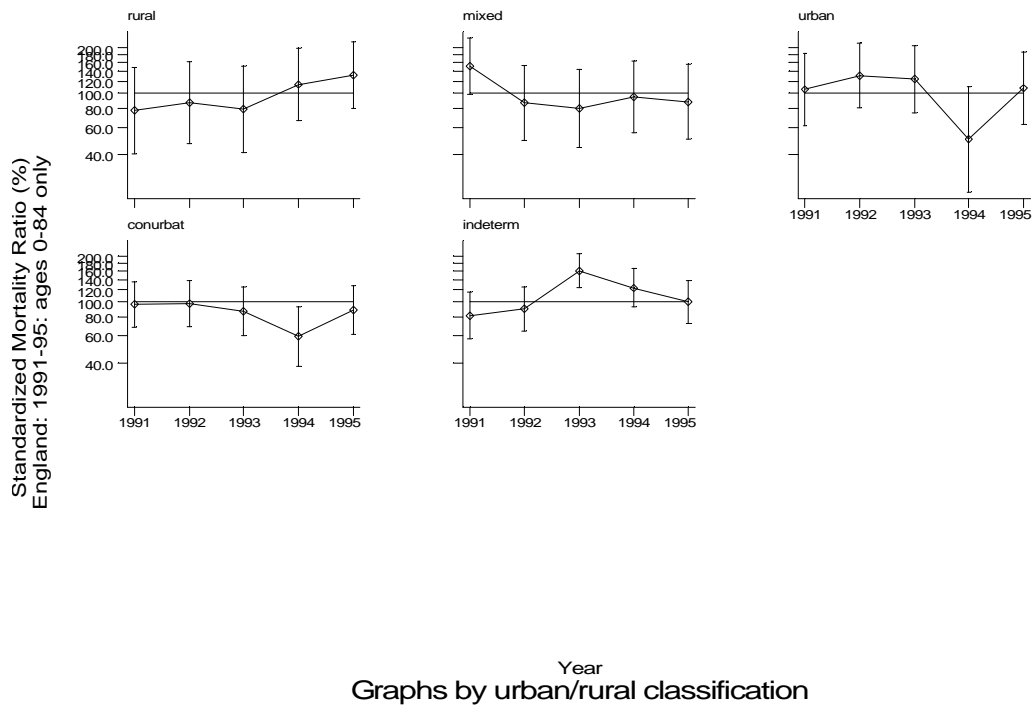 rural
mixed
urban
200.0
180.0
160.0
140.0
120.0
100.0
80.0
60.0
40.0
1991 1992 1993 1994 1995
conurbat
indeterm
200.0
180.0
160.0
140.0
120.0
100.0
80.0
60.0
40.0
1991 1992 1993 1994 1995
1991 1992 1993 1994 1995
Standardized Mortality Ratio (%)
England: 1991-95: ages 0-84 only
Year
Graphs by urban/rural classification